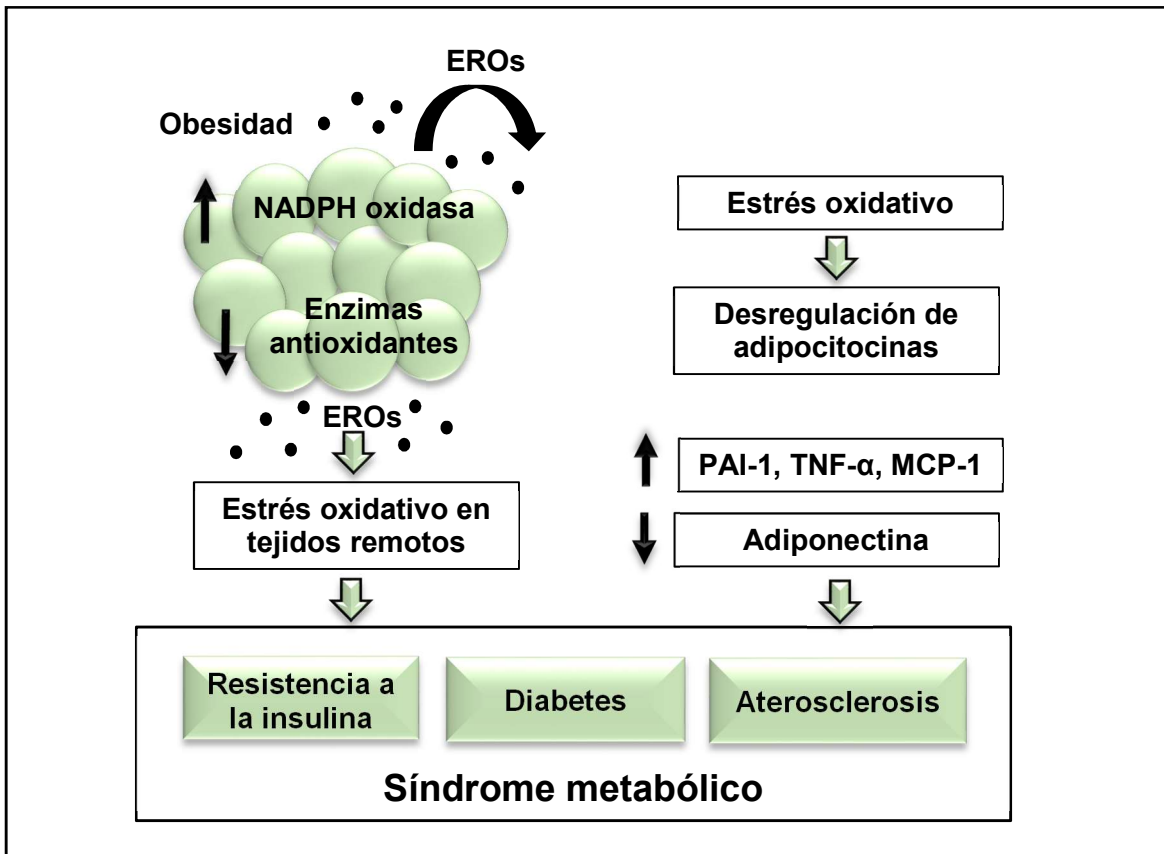 EROs
Obesidad
NADPH oxidasa
Enzimas
antioxidantes
EROs
Estrés oxidativo en
tejidos remotos
Estrés oxidativo
Desregulación de
adipocitocinas
PAI-1, TNF-α, MCP-1
Adiponectina
Resistencia a
la insulina
Diabetes
Aterosclerosis
Síndrome metabólico